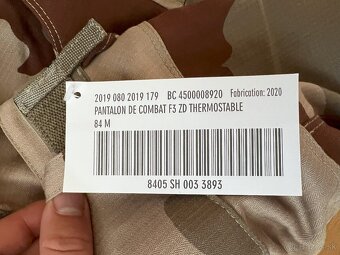 2019 080 2019 179 BC 4500008920 Fabrication: 2020
PANTALON DE COMBAT F3 ZD THERMOSTABLE
84 M
8405 SH 003 3893